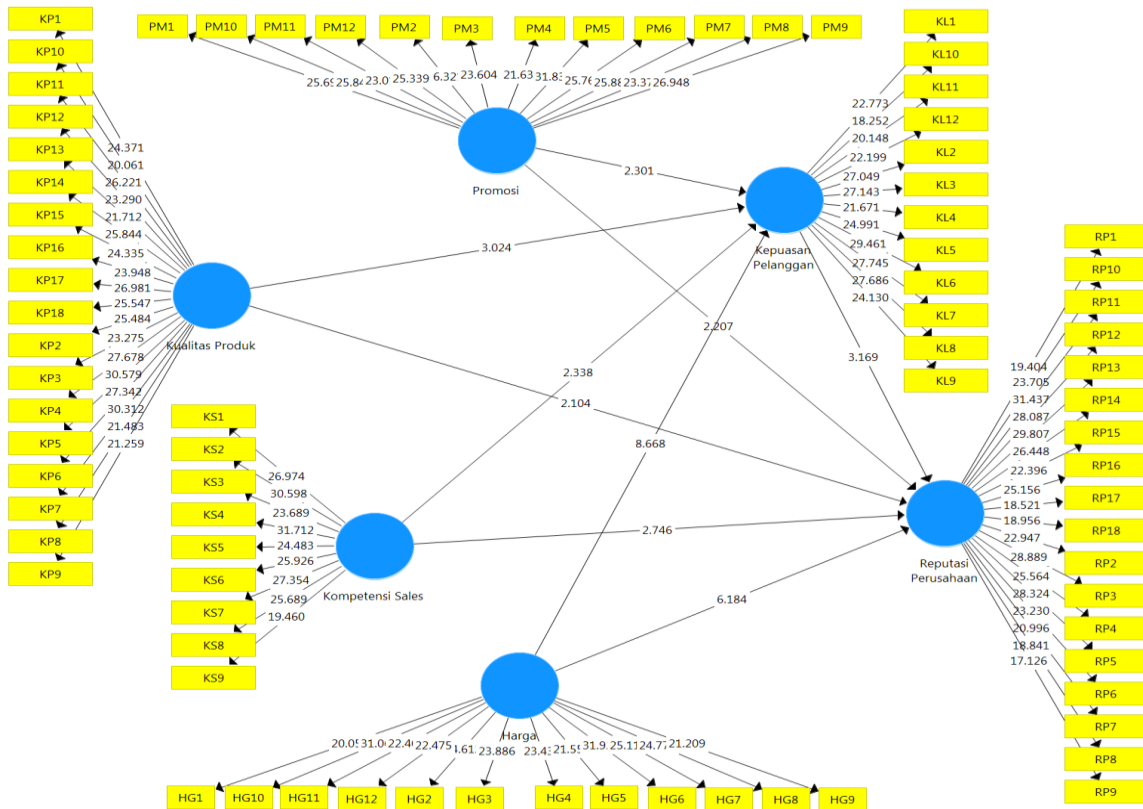 KP1
KP10
KP11
KP12
KP13
KP14
KP15
KP16
KP17
KP18
KP2
KP3
KP4
KP5
KP6
KP7
KP8
KP9
24.371
20.061
26.221
23.290
21.712
25.844
24.335
23.948
26.981
25.547
25.484
23.275
27.678
30.579
27.342
30.312
21.483
21.259
Kualitas Produk
PM1
PM10
PM11
PM12
PM2
PM3
PM4
PM5
PM6
PM7
PM8
PM9
25.339
23.604
26.948
Promosi
2.301
3.024
2.207
2.338
2.104
8.668
3.169
2.746
6.184
KL1
KL10
KL11
KL12
KL2
KL3
KL4
KL5
KL6
KL7
KL8
KL9
22.773
18.252
20.148
22.199
27.049
27.143
21.671
24.991
29.461
27.745
27.686
24.130
Kepuasan
Pelanggan
KS1
KS2
KS3
KS4
KS5
KS6
KS7
KS8
KS9
26.974
30.598
23.689
31.712
24.483
25.926
27.354
25.689
19.460
Kompetensi Sales
RP1
RP10
RP11
RP12
RP13
RP14
RP15
RP16
RP17
RP18
RP2
RP3
RP4
RP5
RP6
RP7
RP8
RP9
19.404
23.705
31.437
28.087
29.807
26.448
22.396
25.156
18.521
18.956
22.947
28.889
25.564
28.324
23.230
20.996
18.841
17.126
Reputasi
Perusahaan
Harga
22.475
23.886
21.209
HG1
HG10
HG11
HG12
HG2
HG3
HG4
HG5
HG6
HG7
HG8
HG9